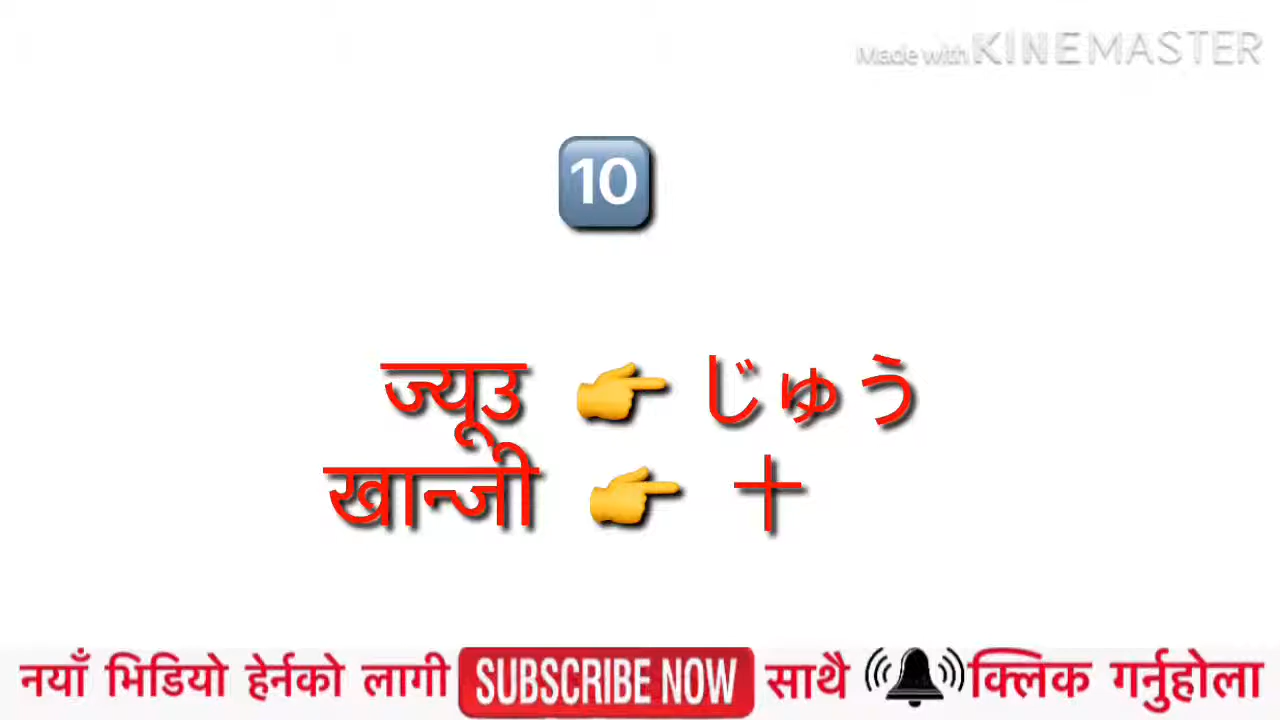 Made with KINEMASTER
10
ज्यूउ 👉 じゅう
खान्जी 👉 十
नयाँ भिडियो हेर्नको लागी SUBSCRIBE NOW साथै क्लिक गर्नुहोला